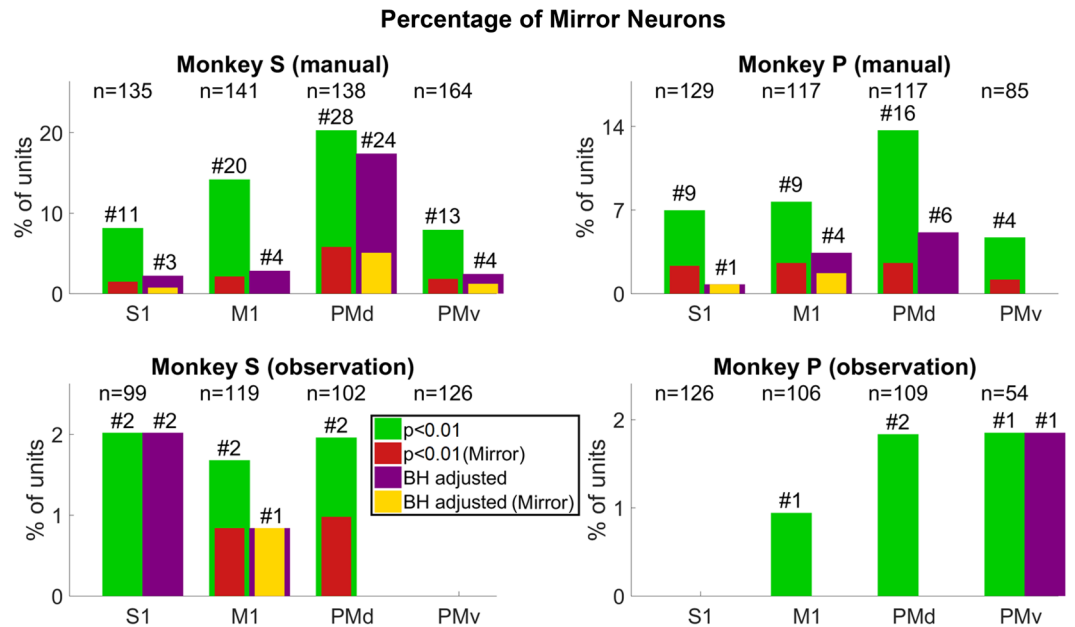 Percentage of Mirror Neurons
Monkey S (manual)
n=135 n=141 n=138 n=164
% of units
20
10
0
#11 #3 #20 #4 #28 #24 #13 #4
S1 M1 PMd PMv
Monkey P (manual)
n=129 n=117 n=117 n=85
% of units
14
7
0
#9 #1 #9 #4 #16 #6 #4
S1 M1 PMd PMv
Monkey S (observation)
n=99 n=119 n=102 n=126
% of units
2
1
0
#2 #2 #2 #1 #2
S1 M1 PMd PMv
p<0.01
p<0.01(Mirror)
BH adjusted
BH adjusted (Mirror)
Monkey P (observation)
n=126 n=106 n=109 n=54
% of units
2
1
0
#1 #2 #1 #1
S1 M1 PMd PMv